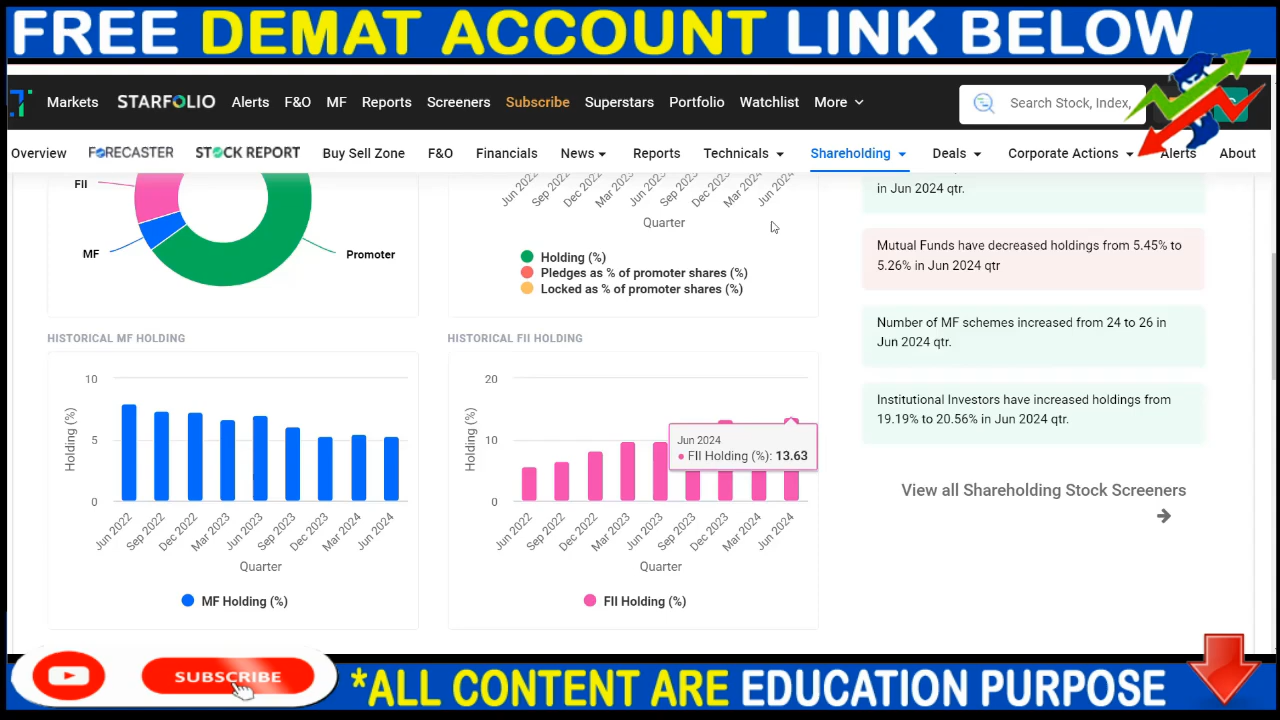 FREE DEMAT ACCOUNT LINK BELOW
Markets STARFOLIO Alerts F&O MF Reports Screeners Subscribe Superstars Portfolio Watchlist More Search Stock, Index,
Overview FORECASTER STOCK REPORT Buy Sell Zone F&O Financials News Reports Technicals Shareholding Deals Corporate Actions Alerts About
FII
MF
Promoter
Jun 2022 Sep 2022 Dec 2022 Mar 2023 Jun 2023 Sep 2023 Dec 2023 Mar 2024 Jun 2024
Quarter
Holding (%)
Pledges as % of promoter shares (%)
Locked as % of promoter shares (%)
in Jun 2024 qtr.
Mutual Funds have decreased holdings from 5.45% to
5.26% in Jun 2024 qtr
Number of MF schemes increased from 24 to 26 in
Jun 2024 qtr.
Institutional Investors have increased holdings from
19.19% to 20.56% in Jun 2024 qtr.
View all Shareholding Stock Screeners
HISTORICAL MF HOLDING
10
5
0
Holding (%)
Jun 2022 Sep 2022 Dec 2022 Mar 2023 Jun 2023 Sep 2023 Dec 2023 Mar 2024 Jun 2024
Quarter
MF Holding (%)
HISTORICAL FII HOLDING
20
10
0
Holding (%)
Jun 2024
FII Holding (%): 13.63
Jun 2022 Sep 2022 Dec 2022 Mar 2023 Jun 2023 Sep 2023 Dec 2023 Mar 2024 Jun 2024
Quarter
FII Holding (%)
SUBSCRIBE
*ALL CONTENT ARE EDUCATION PURPOSE